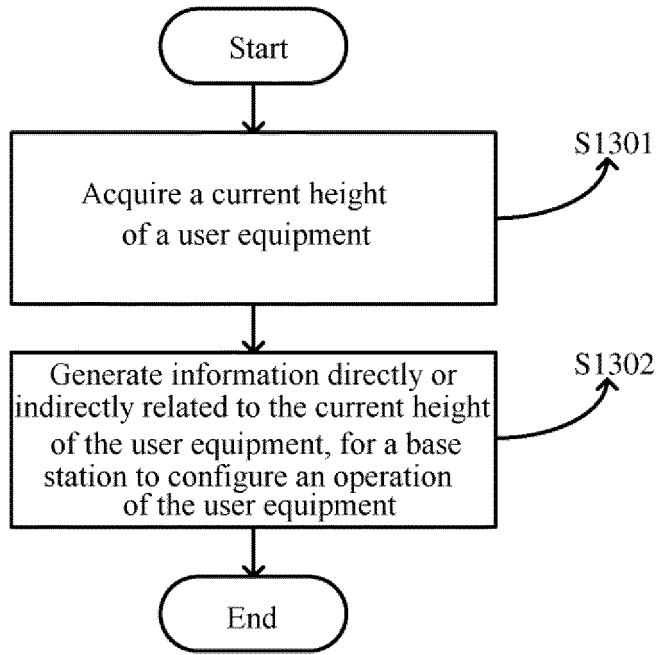 Start
S1301
Acquire a current height
of a user equipment
S1302
Generate information directly or
indirectly related to the current height
of the user equipment, for a base
station to configure an operation
of the user equipment
End